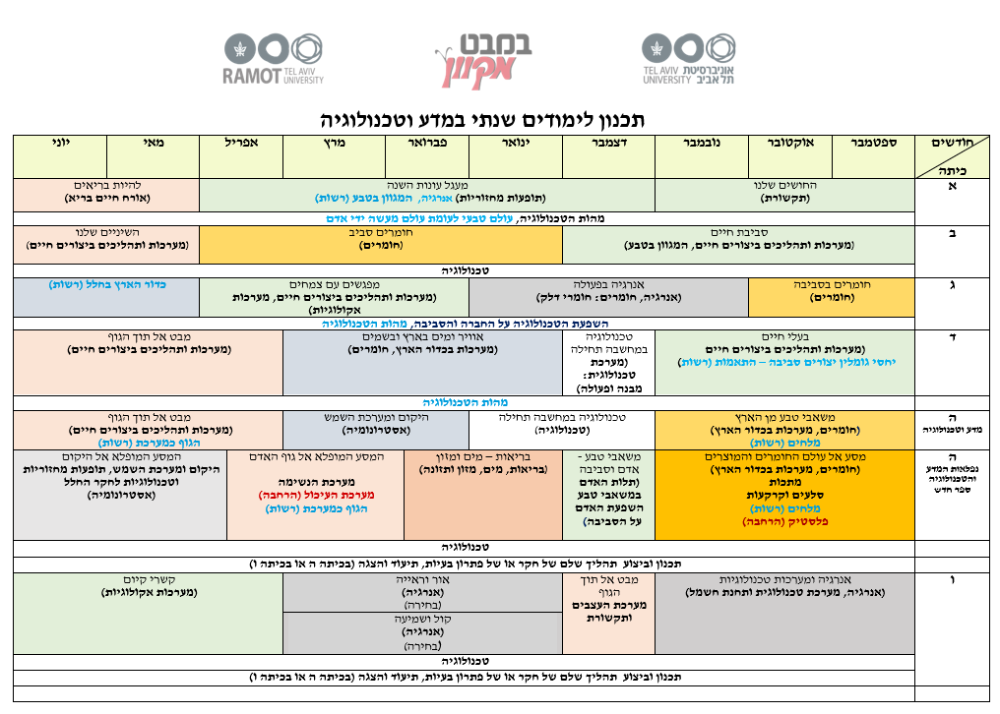 RAMOT TEL AVIV
UNIVERSITY
במבט
מקוון
TEL AVIV אוניברסיטת
UNIVERSITY תל אביב
תכנון לימודים שנתי במדע וטכנולוגיה
חודשים
כיתה
ספטמבר
אוקטובר
נובמבר
דצמבר
ינואר
פברואר
מרץ
אפריל
מאי
יוני
א
החושים שלנו
(תקשורת)
מעגל עונות השנה
(תופעות מחזוריות) אנרגיה, המגוון בטבע (רשות)
להיות בריאים
(אורח חיים בריא)
מהות הטכנולוגיה, עולם טבעי לעומת עולם מעשה ידי אדם
ב
סביבת חיים
(מערכות ותהליכים ביצורים חיים, המגוון בטבע)
חומרים סביב
(חומרים)
השיניים שלנו
(מערכות ותהליכים ביצורים חיים)
טכנולוגיה
ג
חומרים בסביבה
(חומרים)
אנרגיה בפעולה
(אנרגיה, חומרים: חומרי דלק)
מפגשים עם צמחים
(מערכות ותהליכים ביצורים חיים, מערכות
אקולוגיות)
כדור הארץ בחלל (רשות)
השפעת הטכנולוגיה על החברה והסביבה, מהות הטכנולוגיה
ד
בעלי חיים
(מערכות ותהליכים ביצורים חיים
יחסי גומלין יצורים סביבה – התאמות (רשות)
טכנולוגיה
במחשבה תחילה
(מערכת
טכנולוגית:
מבנה ופעולה)
אוויר ומים בארץ ובשמים
(מערכות בכדור הארץ, חומרים)
מבט אל תוך הגוף
(מערכות ותהליכים ביצורים חיים)
מהות הטכנולוגיה
ה
מדע וטכנולוגיה
משאבי טבע מן הארץ
(חומרים, מערכות בכדור הארץ)
מלחים (רשות)
טכנולוגיה במחשבה תחילה
(טכנולוגיה)
היקום ומערכת השמש
(אסטרונומיה)
מבט אל תוך הגוף
(מערכות ותהליכים ביצורים חיים)
הגוף כמערכת (רשות)
ה
נפלאות המדע
והטכנולוגיה
ספר חדש
מסע אל עולם החומרים והמוצרים
(חומרים, מערכות בכדור הארץ)
מתכות
סלעים וקרקעות
מלחים (רשות)
פלסטיק (הרחבה)
משאבי טבע -
אדם וסביבה
(תלות האדם
במשאבי טבע
השפעת האדם
על הסביבה)
בריאות – מים ומזון
(בריאות, מים, מזון ותזונה)
המסע המופלא אל גוף האדם
מערכת הנשימה
מערכת העיכול (הרחבה)
הגוף כמערכת (רשות)
המסע המופלא אל היקום
היקום ומערכת השמש, תופעות מחזוריות
וטכנולוגיות לחקר החלל
(אסטרונומיה)
טכנולוגיה
תכנון וביצוע תהליך שלם של חקר או של פתרון בעיות, תיעוד והצגה (בכיתה ה או בכיתה ו)
ו
אנרגיה ומערכות טכנולוגיות
(אנרגיה, מערכת טכנולוגית ותחנת חשמל)
מבט אל תוך
הגוף
מערכת העצבים
ותקשורת
אור וראייה
(אנרגיה)
(בחירה)
קול ושמיעה
(אנרגיה)
(בחירה)
קשרי קיום
(מערכות אקולוגיות)
טכנולוגיה
תכנון וביצוע תהליך שלם של חקר או של פתרון בעיות, תיעוד והצגה (בכיתה ה או בכיתה ו)